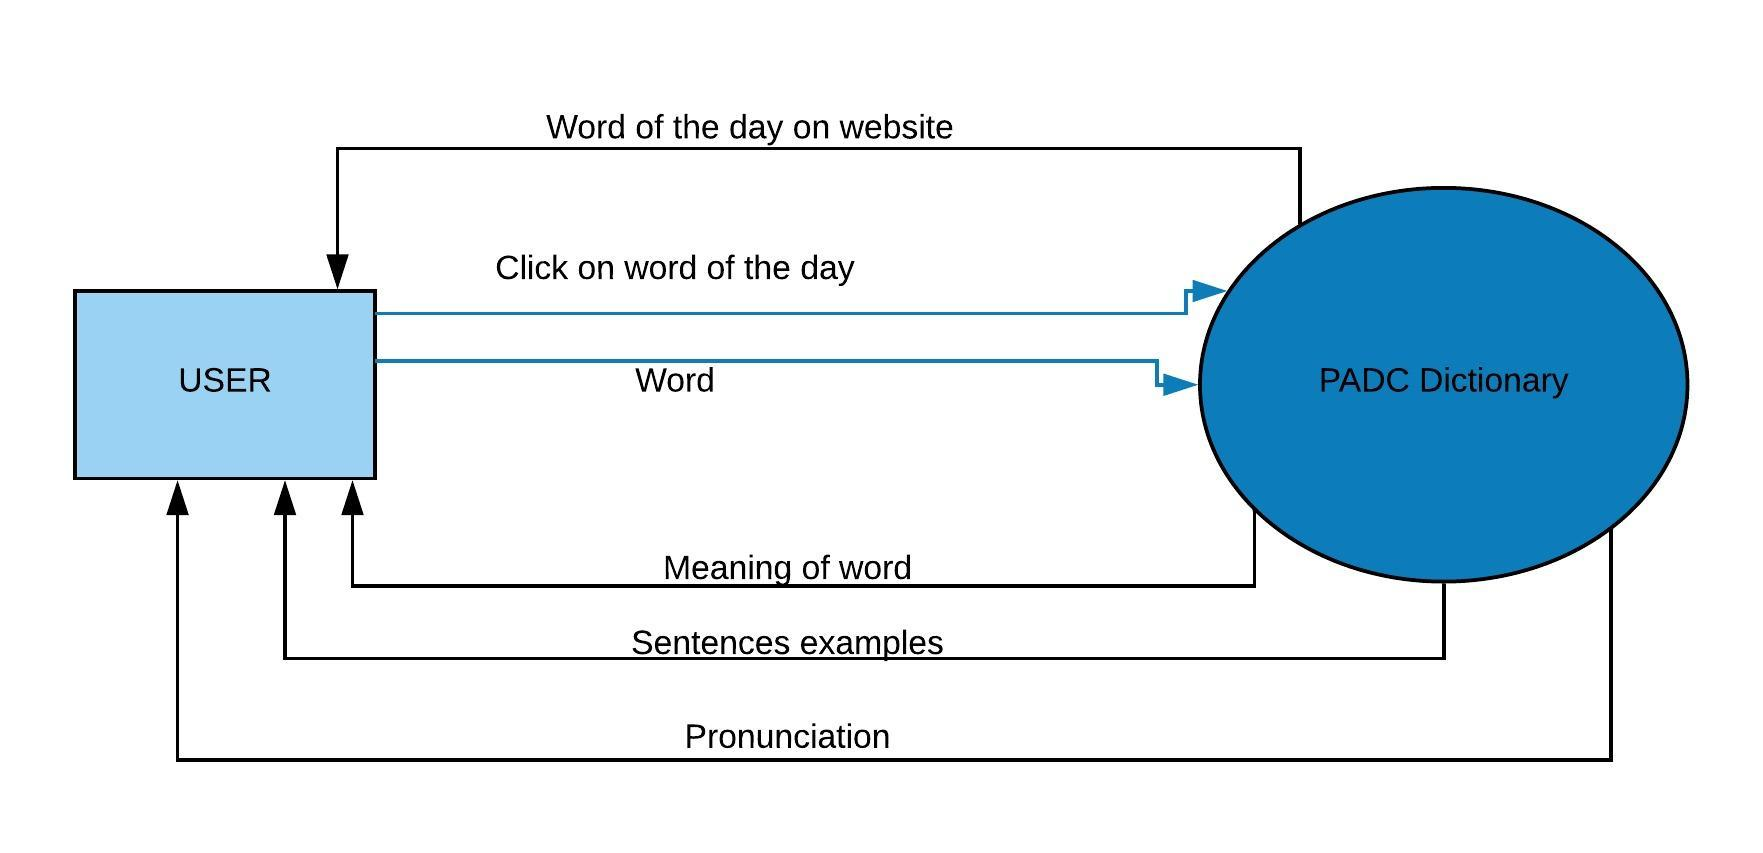 Word of the day on website
Click on word of the day
USER
Word
PADC Dictionary
Meaning of word
Sentences examples
Pronunciation